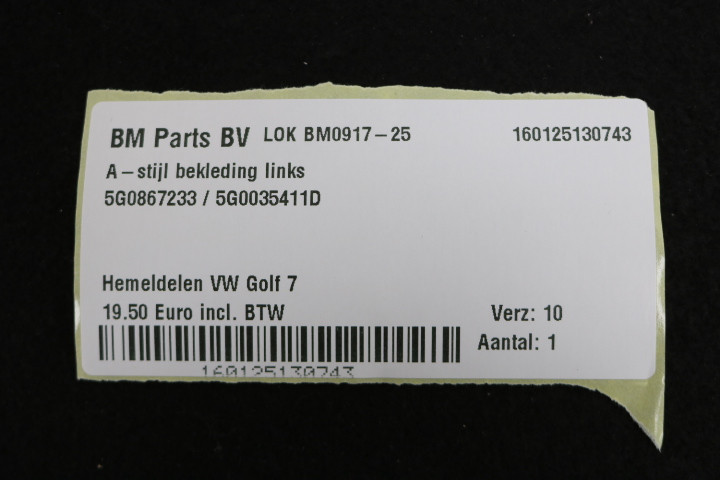 BM Parts BV LOK BM0917-25 160125130743
A-stijl bekleding links
5G0867233 / 5G0035411D
Hemeldelen VW Golf 7
19.50 Euro incl. BTW Verz: 10
Aantal: 1
160125130743